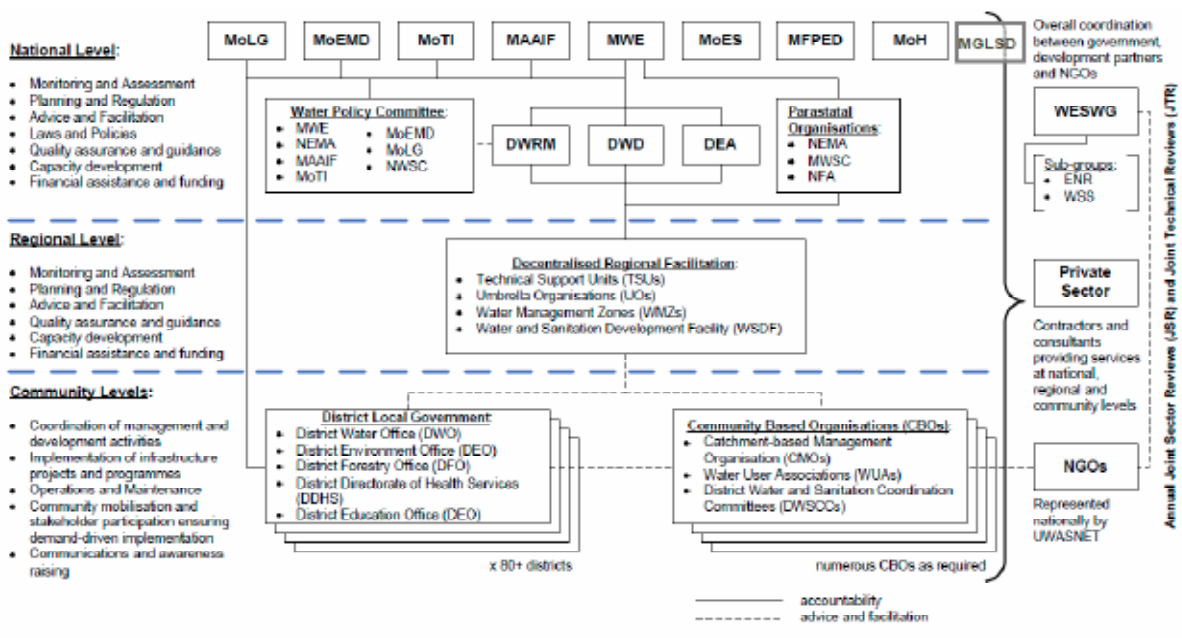 MoLG
MoEMD
MoTI
MAAIF
MWE
MoES
MFPED
MoH
MGLSD
National Level:
• Monitoring and Assessment
• Planning and Regulation
• Advice and Facilitation
• Laws and Policies
• Quality assurance and guidance
• Capacity development
• Financial assistance and funding
Water Policy Committee:
• MWE
• NEMA
• MAAIF
• MoTI
• MoEMD
• MoLG
• NWSC
DWRM
DWD
DEA
Parastatal
Organisations:
• NEMA
• MWSC
• NFA
Overall coordination
between government,
development partners
and NGOs
WESWG
Sub-groups:
• ENR
• WSS
Regional Level:
• Monitoring and Assessment
• Planning and Regulation
• Advice and Facilitation
• Quality assurance and guidance
• Capacity development
• Financial assistance and funding
Decentralised Regional Facilitation:
• Technical Support Units (TSUs)
• Umbrella Organisations (UOs)
• Water Management Zones (WMZs)
• Water and Sanitation Development Facility (WSDF)
Private
Sector
Contractors and
consultants
providing services
at national,
regional and
community levels
Community Levels:
• Coordination of management and
development activities
• Implementation of infrastructure
projects and programmes
• Operations and Maintenance
• Community mobilisation and
stakeholder participation ensuring
demand-driven implementation
• Communications and awareness
raising
District Local Government:
• District Water Office (DWO)
• District Environment Office (DEO)
• District Forestry Office (DFO)
• District Directorate of Health Services
(DDHS)
• District Education Office (DEO)
x 80+ districts
Community Based Organisations (CBOs):
• Catchment-based Management
Organisation (CMOs)
• Water User Associations (WUAs)
• District Water and Sanitation Coordination
Committees (DWSCCs)
numerous CBOs as required
NGOs
Represented
nationally by
UWASNET
Annual Joint Sector Reviews (JSR) and Joint Technical Reviews (JTR)
accountability
advice and facilitation